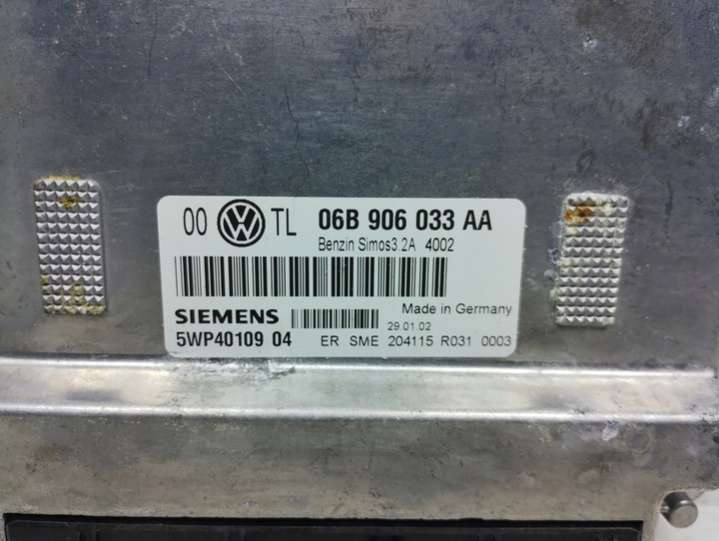 00 VW TL 06B 906 033 AA
Benzin Simos3.2A 4002
SIEMENS Made in Germany
29.01.02
5WP40109 04 ER SME 204115 R031 0003